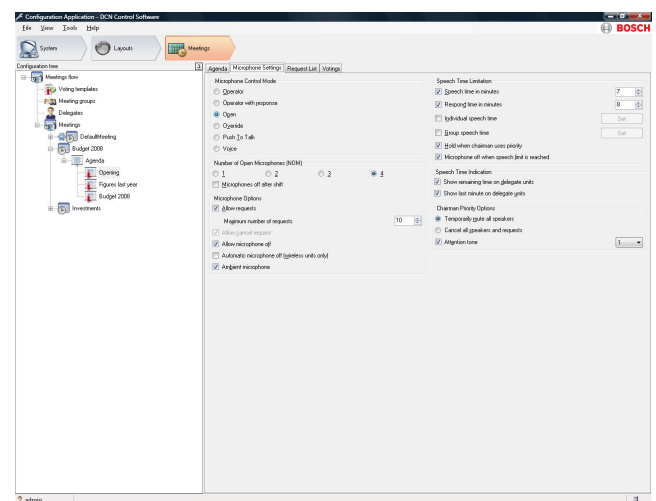 Configuration Application - DCN Control Software
File View Tools Help
BOSCH
System Layouts Meetings
Configuration tree
Meetings flow
Voting templates
Meeting groups
Delegates
Meetings
DefaultMeeting
Budget 2008
Agenda
Opening
Figures last year
Budget 2008
Investments
Agenda Microphone Settings Request List Votings
Microphone Control Mode
Operator
Operator with response
Open
Override
Push To Talk
Voice
Number of Open Microphones (NOM)
1 2 3 4
Microphones off after shift
Microphone Options
Allow requests
Maximum number of requests 10
Allow cancel request
Allow microphone off
Automatic microphone off (wireless units only)
Ambient microphone
Speech Time Limitation
Speech time in minutes 7
Respond time in minutes 8
Individual speech time Set
Group speech time Set
Hold when chairman uses priority
Microphone off when speech limit is reached
Speech Time Indication
Show remaining time on delegate units
Show last minute on delegate units
Chairman Priority Options
Temporarily mute all speakers
Cancel all speakers and requests
Attention tone 1
admin